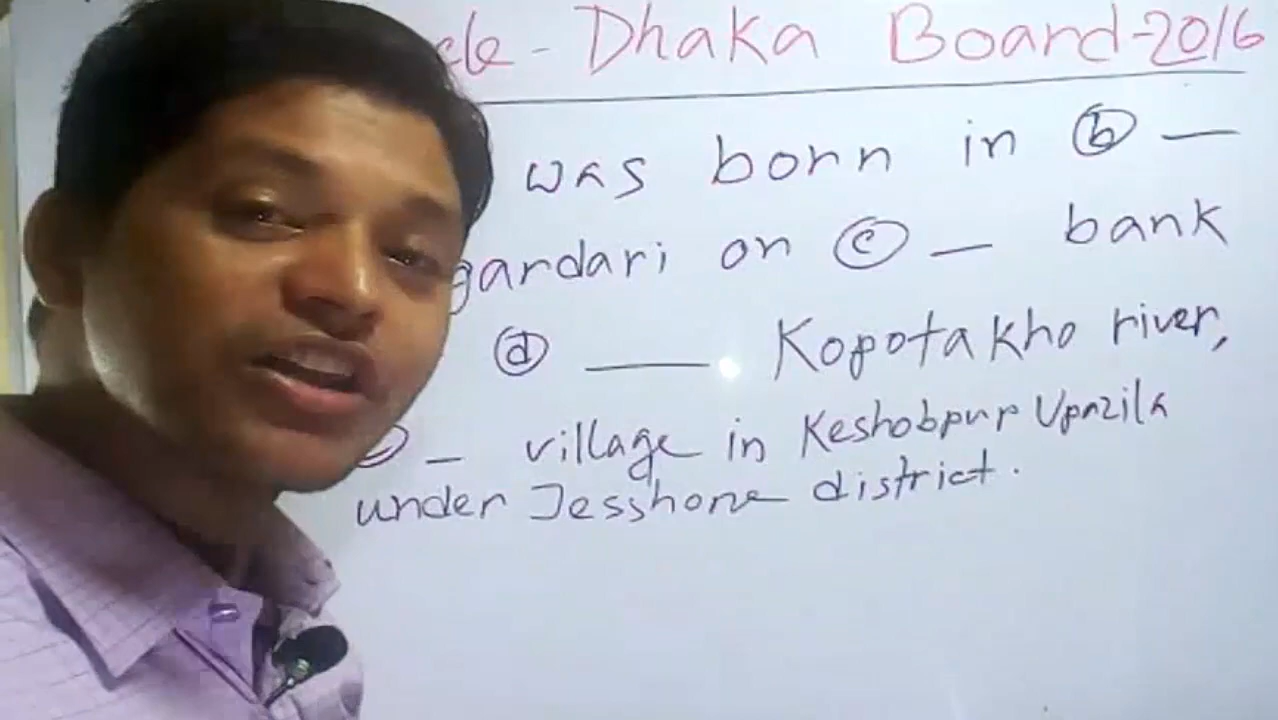 - Dhaka Board-2016
was born in ⓑ —
gardari on ⓒ — bank
ⓓ — Kopotakho river,
— village in Keshobpur Upazila
under Jesshore district.